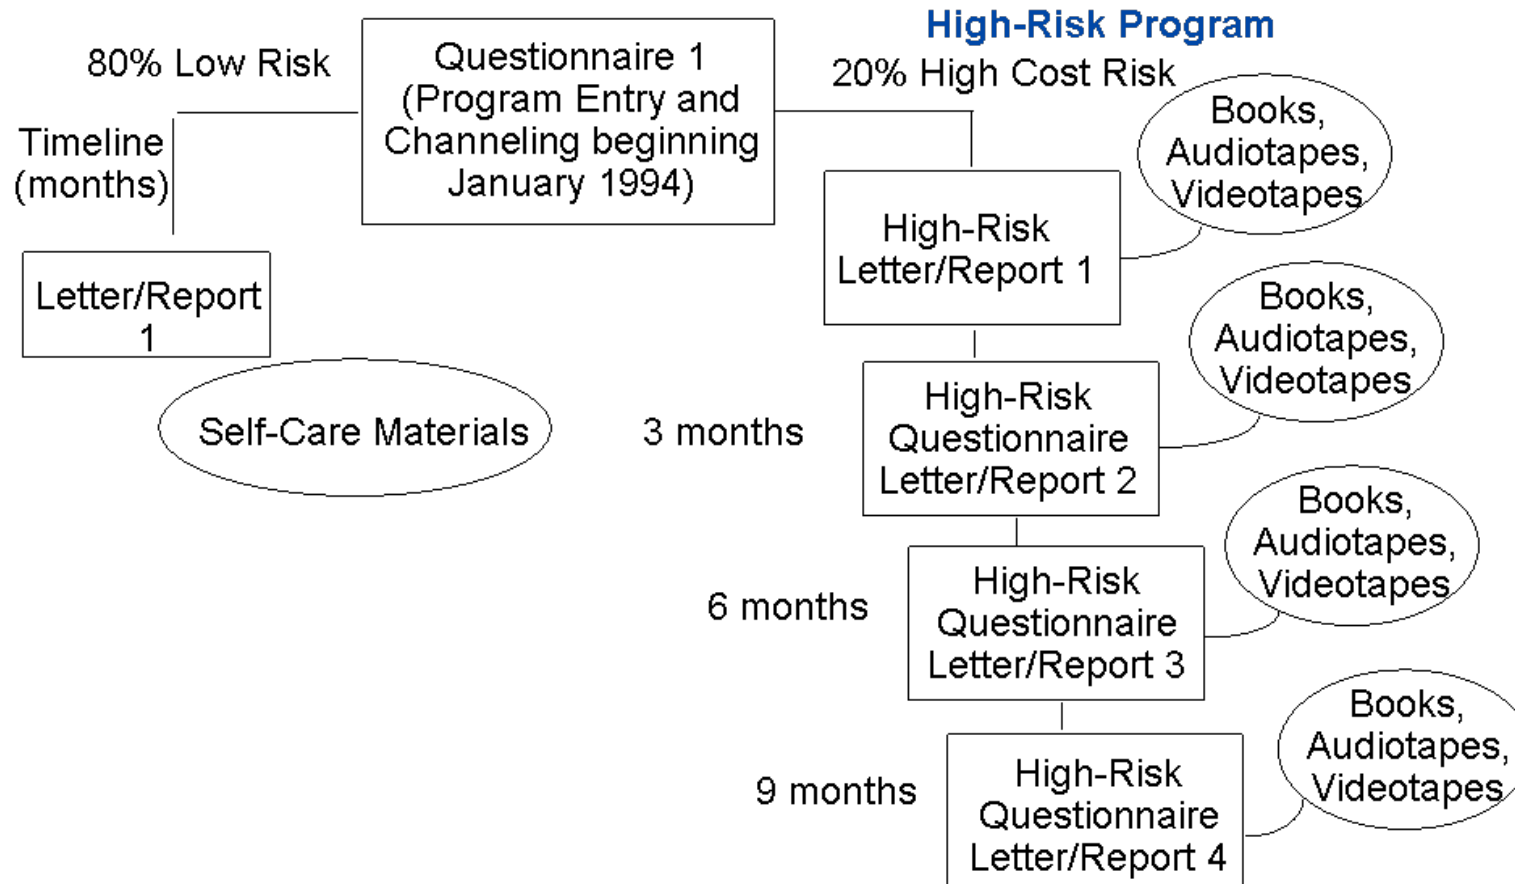 High-Risk Program
80% Low Risk
Questionnaire 1
(Program Entry and
Channeling beginning
January 1994)
20% High Cost Risk
Timeline
(months)
Letter/Report
1
Self-Care Materials
High-Risk
Letter/Report 1
Books,
Audiotapes,
Videotapes
3 months
High-Risk
Questionnaire
Letter/Report 2
Books,
Audiotapes,
Videotapes
6 months
High-Risk
Questionnaire
Letter/Report 3
Books,
Audiotapes,
Videotapes
9 months
High-Risk
Questionnaire
Letter/Report 4
Books,
Audiotapes,
Videotapes